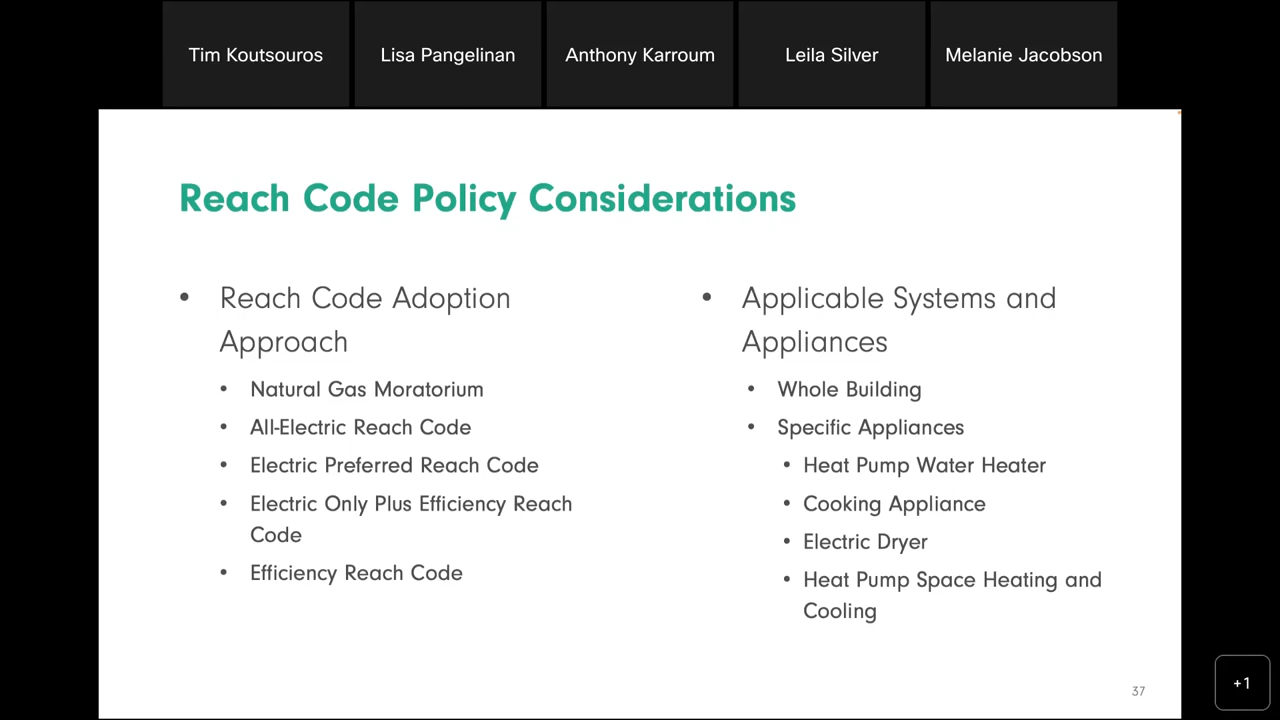 Tim Koutsouros
Lisa Pangelinan
Anthony Karroum
Leila Silver
Melanie Jacobson
Reach Code Policy Considerations
• Reach Code Adoption
Approach
• Natural Gas Moratorium
• All-Electric Reach Code
• Electric Preferred Reach Code
• Electric Only Plus Efficiency Reach
Code
• Efficiency Reach Code
• Applicable Systems and
Appliances
• Whole Building
• Specific Appliances
• Heat Pump Water Heater
• Cooking Appliance
• Electric Dryer
• Heat Pump Space Heating and
Cooling
37
+1